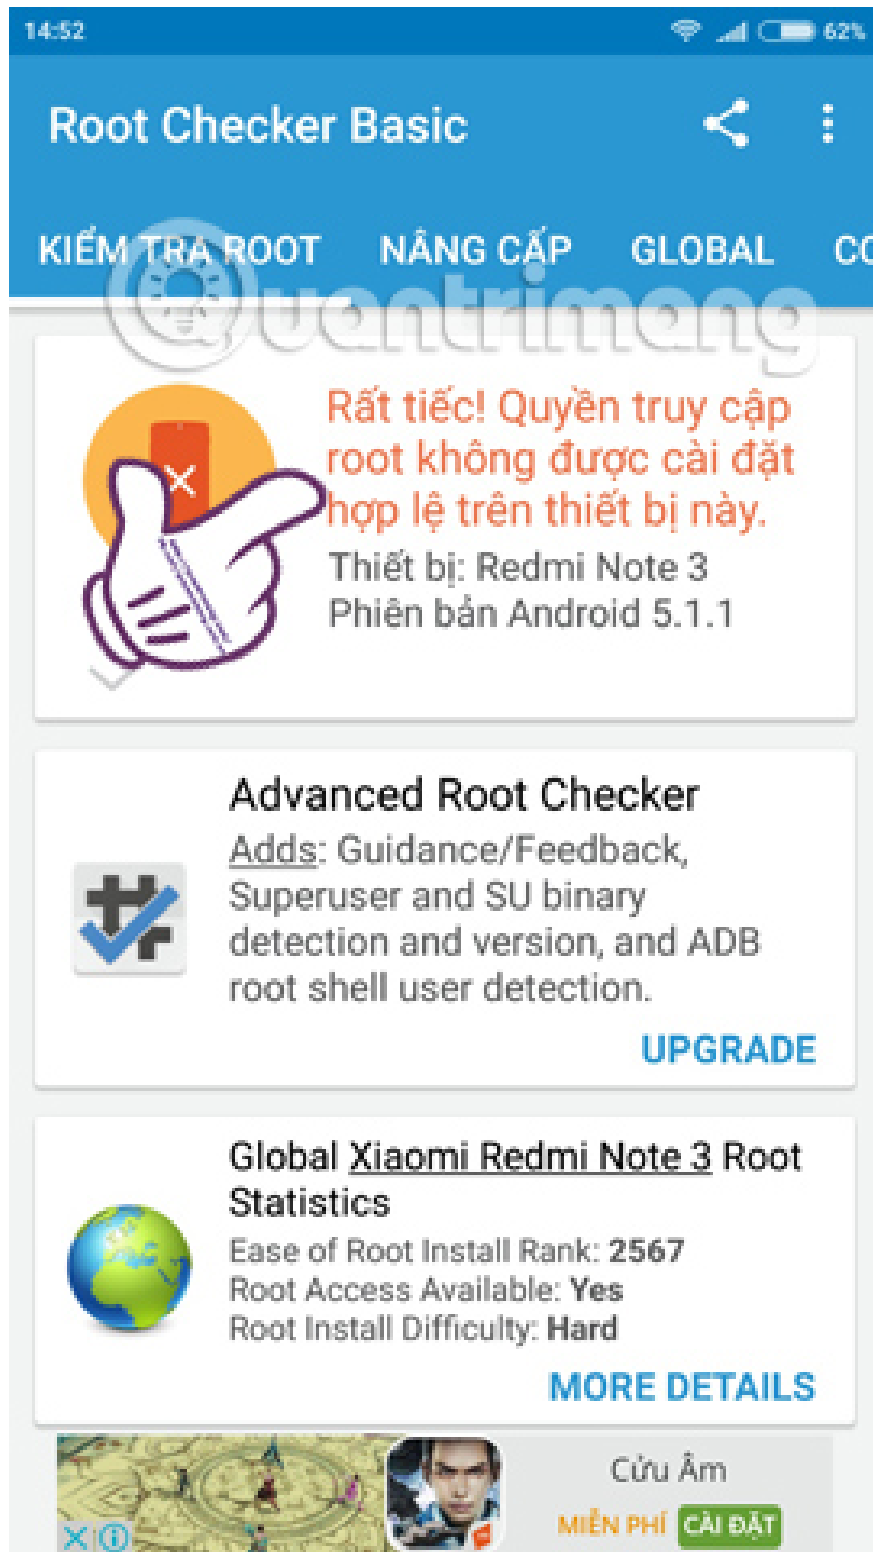 14:52
62%
Root Checker Basic
KIỂM TRA ROOT NÂNG CẤP GLOBAL CO
Quantrimang
Rất tiếc! Quyền truy cập
root không được cài đặt
hợp lệ trên thiết bị này.
Thiết bị: Redmi Note 3
Phiên bản Android 5.1.1
Advanced Root Checker
Adds: Guidance/Feedback,
Superuser and SU binary
detection and version, and ADB
root shell user detection.
UPGRADE
Global Xiaomi Redmi Note 3 Root
Statistics
Ease of Root Install Rank: 2567
Root Access Available: Yes
Root Install Difficulty: Hard
MORE DETAILS
Cửu Âm
MIỄN PHÍ CÀI ĐẶT